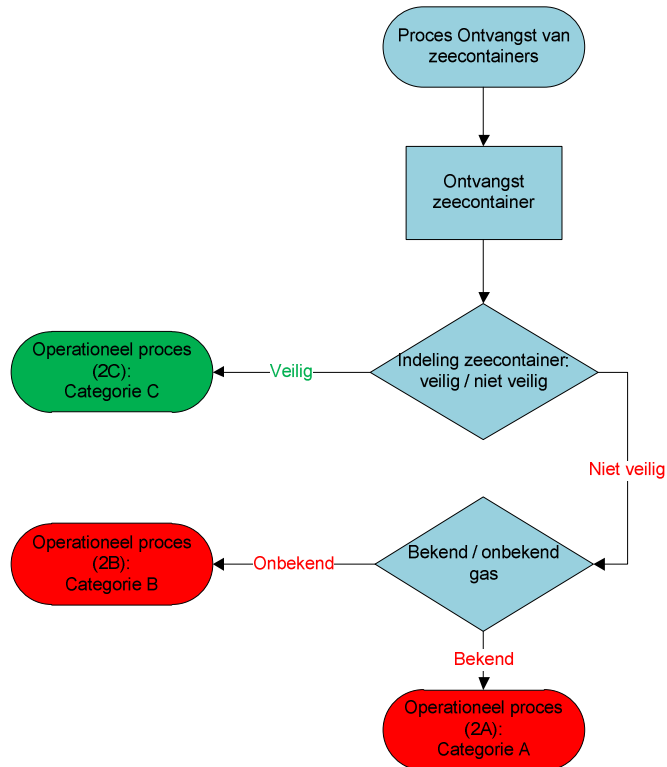 Proces Ontvangst van
zeecontainers
Ontvangst
zeecontainer
Indeling zeecontainer:
veilig / niet veilig
Veilig
Operationeel proces
(2C):
Categorie C
Niet veilig
Bekend / onbekend
gas
Onbekend
Operationeel proces
(2B):
Categorie B
Bekend
Operationeel proces
(2A):
Categorie A